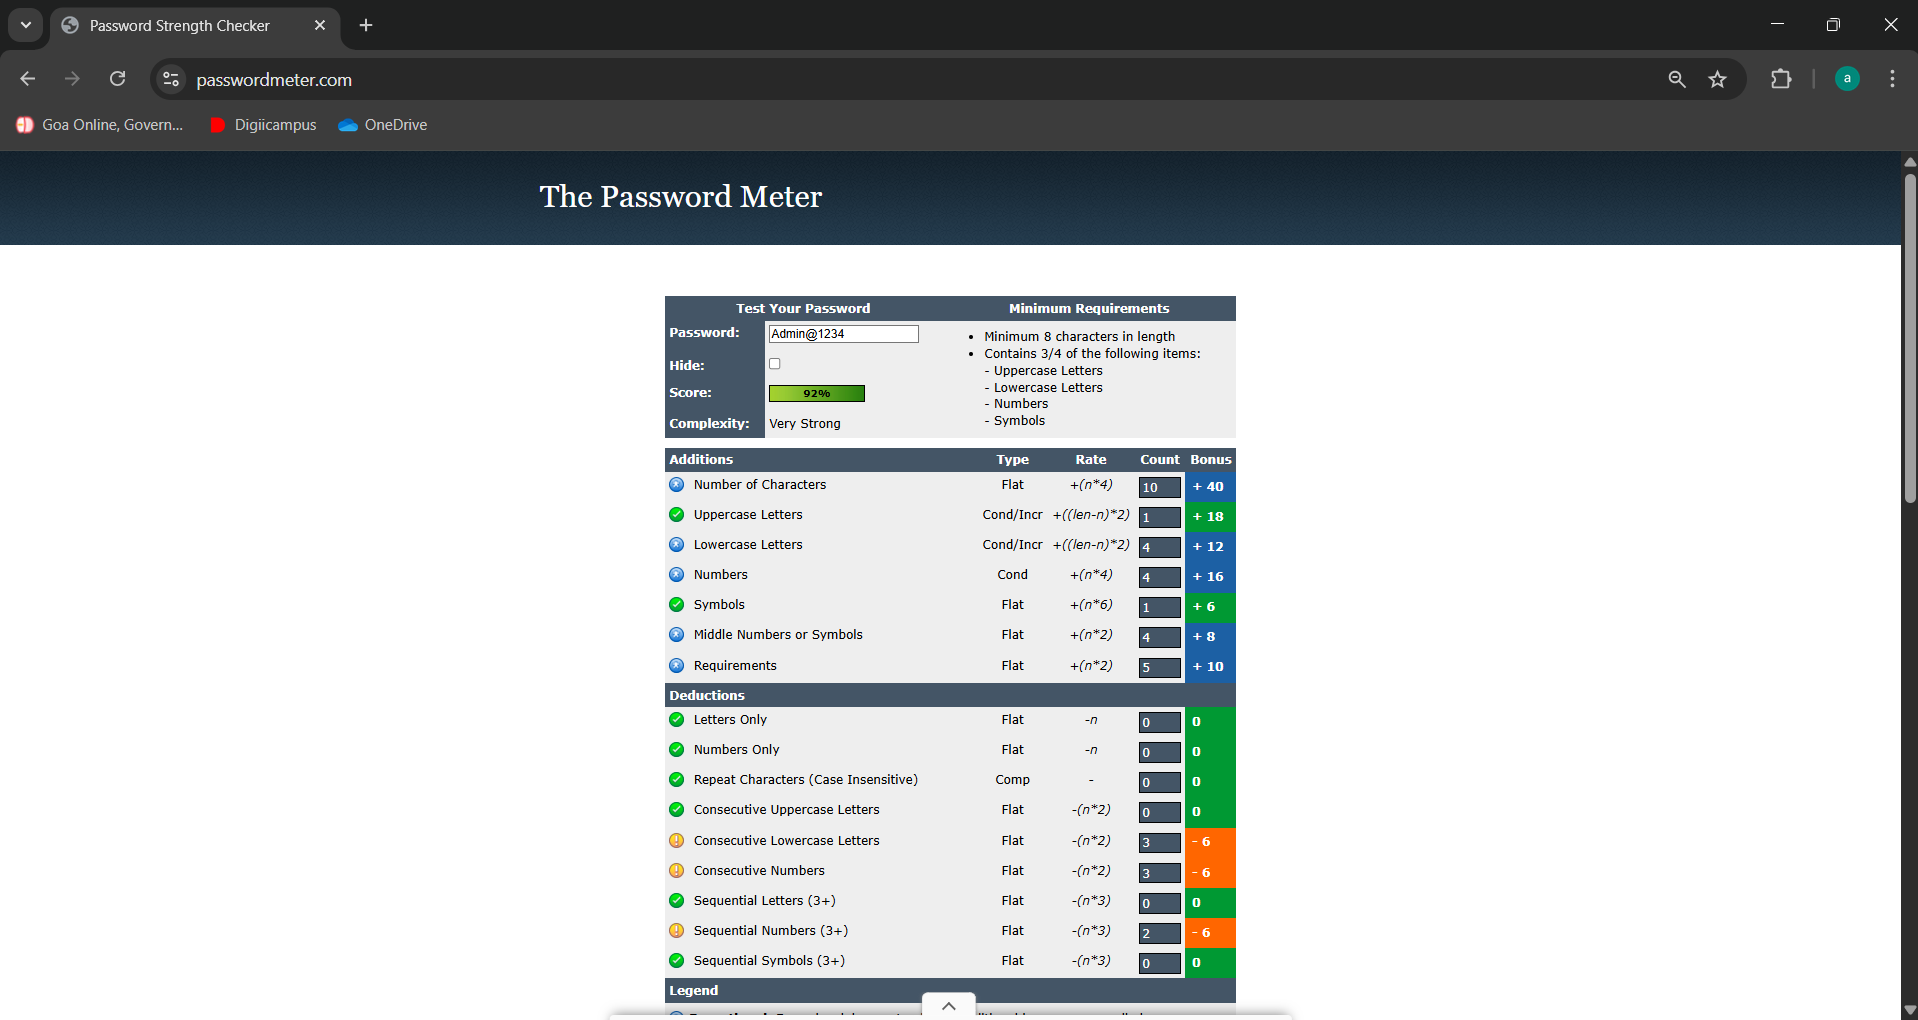 Password Strength Checker
passwordmeter.com
a
Goa Online, Govern... Digiicampus OneDrive
The Password Meter
Test Your Password Minimum Requirements
Password: Admin@1234
Hide:
Score: 92%
Complexity: Very Strong
• Minimum 8 characters in length
• Contains 3/4 of the following items:
- Uppercase Letters
- Lowercase Letters
- Numbers
- Symbols
Additions Type Rate Count Bonus
Number of Characters Flat +(n*4) 10 + 40
Uppercase Letters Cond/Incr +((len-n)*2) 1 + 18
Lowercase Letters Cond/Incr +((len-n)*2) 4 + 12
Numbers Cond +(n*4) 4 + 16
Symbols Flat +(n*6) 1 + 6
Middle Numbers or Symbols Flat +(n*2) 4 + 8
Requirements Flat +(n*2) 5 + 10
Deductions
Letters Only Flat -n 0 0
Numbers Only Flat -n 0 0
Repeat Characters (Case Insensitive) Comp - 0 0
Consecutive Uppercase Letters Flat -(n*2) 0 0
Consecutive Lowercase Letters Flat -(n*2) 3 - 6
Consecutive Numbers Flat -(n*2) 3 - 6
Sequential Letters (3+) Flat -(n*3) 0 0
Sequential Numbers (3+) Flat -(n*3) 2 - 6
Sequential Symbols (3+) Flat -(n*3) 0 0
Legend